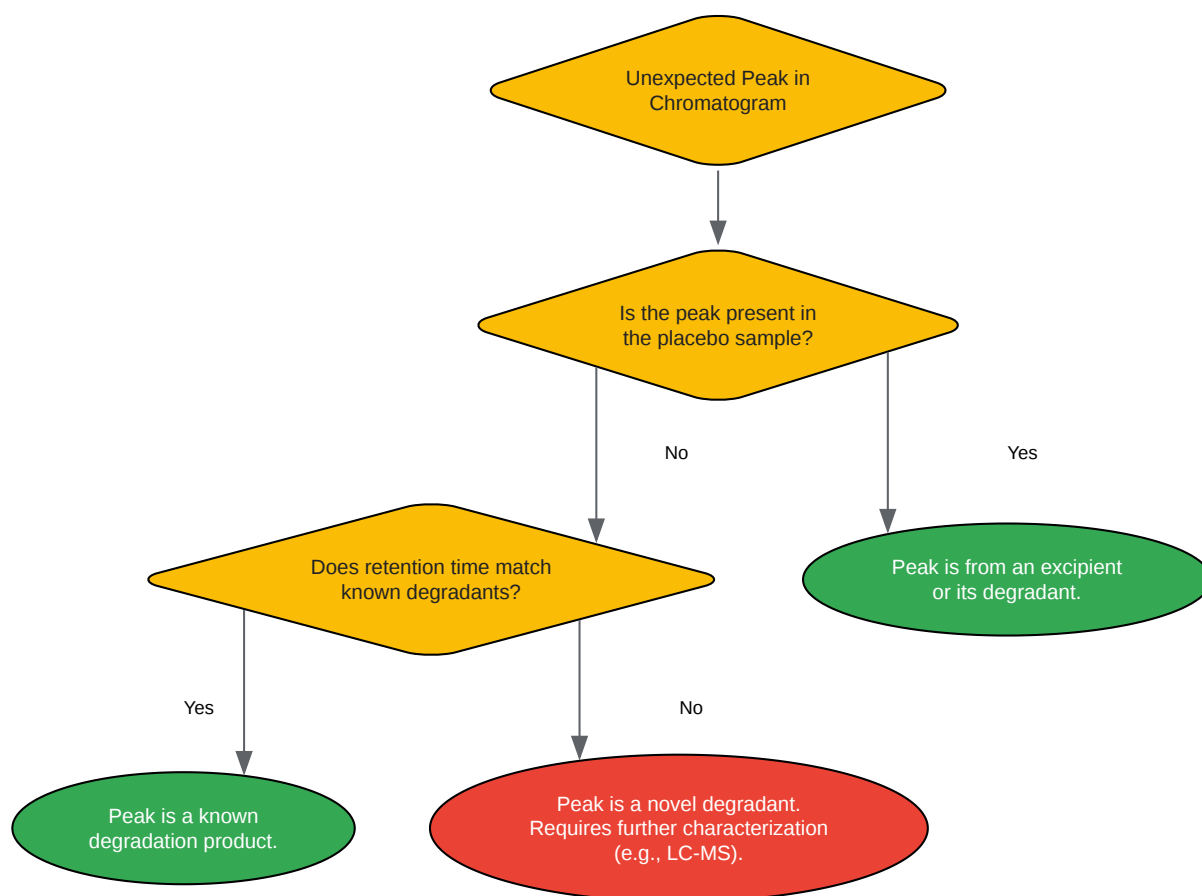 Unexpected Peak in
Chromatogram
Is the peak present in
the placebo sample?
No
Yes
Does retention time match
known degradants?
Peak is from an excipient
or its degradant.
Yes
No
Peak is a known
degradation product.
Peak is a novel degradant.
Requires further characterization
(e.g., LC-MS).